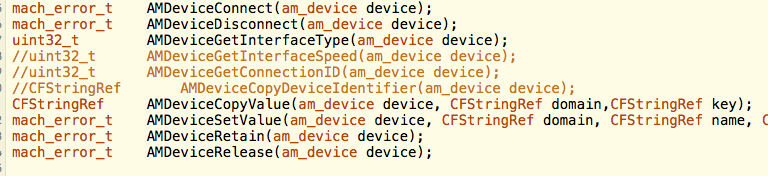 mach_error_t AMDeviceConnect(am_device device);
mach_error_t AMDeviceDisconnect(am_device device);
uint32_t AMDeviceGetInterfaceType(am_device device);
//uint32_t AMDeviceGetInterfaceSpeed(am_device device);
//uint32_t AMDeviceGetConnectionID(am_device device);
//CFStringRef AMDeviceCopyDeviceIdentifier(am_device device);
CFStringRef AMDeviceCopyValue(am_device device, CFStringRef domain,CFStringRef key);
mach_error_t AMDeviceSetValue(am_device device, CFStringRef domain, CFStringRef name, C
mach_error_t AMDeviceRetain(am_device device);
mach_error_t AMDeviceRelease(am_device device);